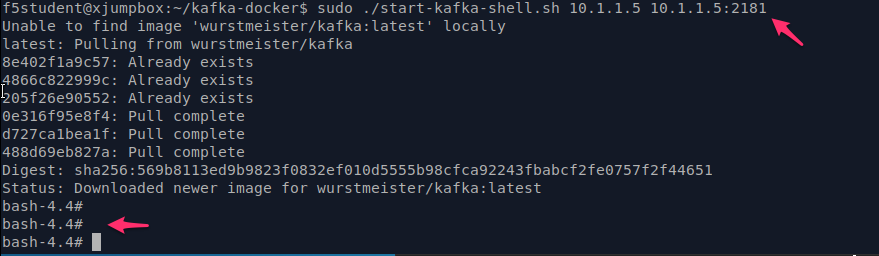 f5student@xjumpbox:~/kafka-docker$ sudo ./start-kafka-shell.sh 10.1.1.5 10.1.1.5:2181
Unable to find image 'wurstmeister/kafka:latest' locally
latest: Pulling from wurstmeister/kafka
8e402f1a9c57: Already exists
4866c822999c: Already exists
205f26e90552: Already exists
0e316f95e8f4: Pull complete
d727ca1bea1f: Pull complete
488d69eb827a: Pull complete
Digest: sha256:569b8113ed9b9823f0832ef010d5555b98cfca92243fbabcf2fe0757f2f44651
Status: Downloaded newer image for wurstmeister/kafka:latest
bash-4.4#
bash-4.4#
bash-4.4#